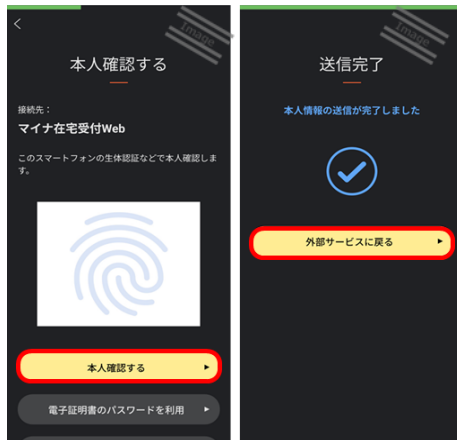 Image
本人確認する
接続先：
マイナ在宅受付Web
このスマートフォンの生体認証などで本人確認しま
す。
本人確認する
電子証明書のパスワードを利用
Image
送信完了
本人情報の送信が完了しました
外部サービスに戻る